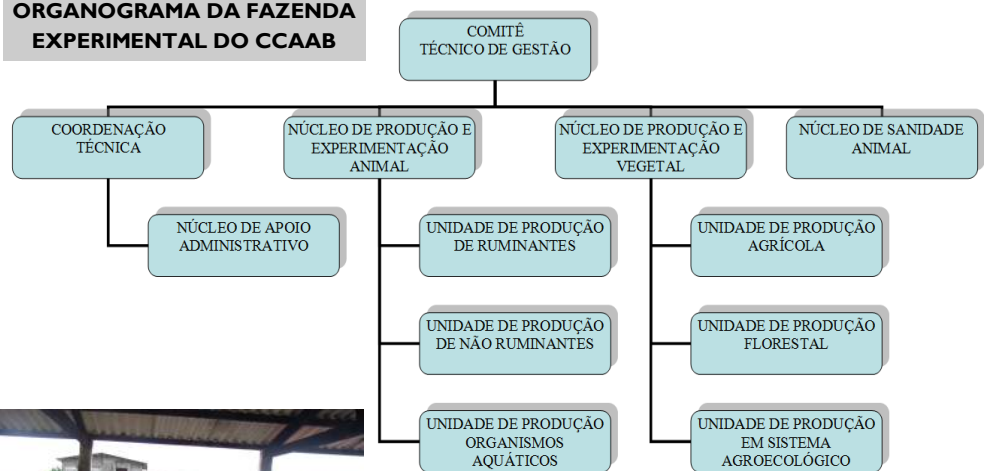 ORGANOGRAMA DA FAZENDA
EXPERIMENTAL DO CCAAB
COMITÊ
TÉCNICO DE GESTÃO
COORDENAÇÃO
TÉCNICA
NÚCLEO DE PRODUÇÃO E
EXPERIMENTAÇÃO
ANIMAL
NÚCLEO DE PRODUÇÃO E
EXPERIMENTAÇÃO
VEGETAL
NÚCLEO DE SANIDADE
ANIMAL
NÚCLEO DE APOIO
ADMINISTRATIVO
UNIDADE DE PRODUÇÃO
DE RUMINANTES
UNIDADE DE PRODUÇÃO
AGRÍCOLA
UNIDADE DE PRODUÇÃO
DE NÃO RUMINANTES
UNIDADE DE PRODUÇÃO
FLORESTAL
UNIDADE DE PRODUÇÃO
ORGANISMOS
AQUÁTICOS
UNIDADE DE PRODUÇÃO
EM SISTEMA
AGROECOLÓGICO